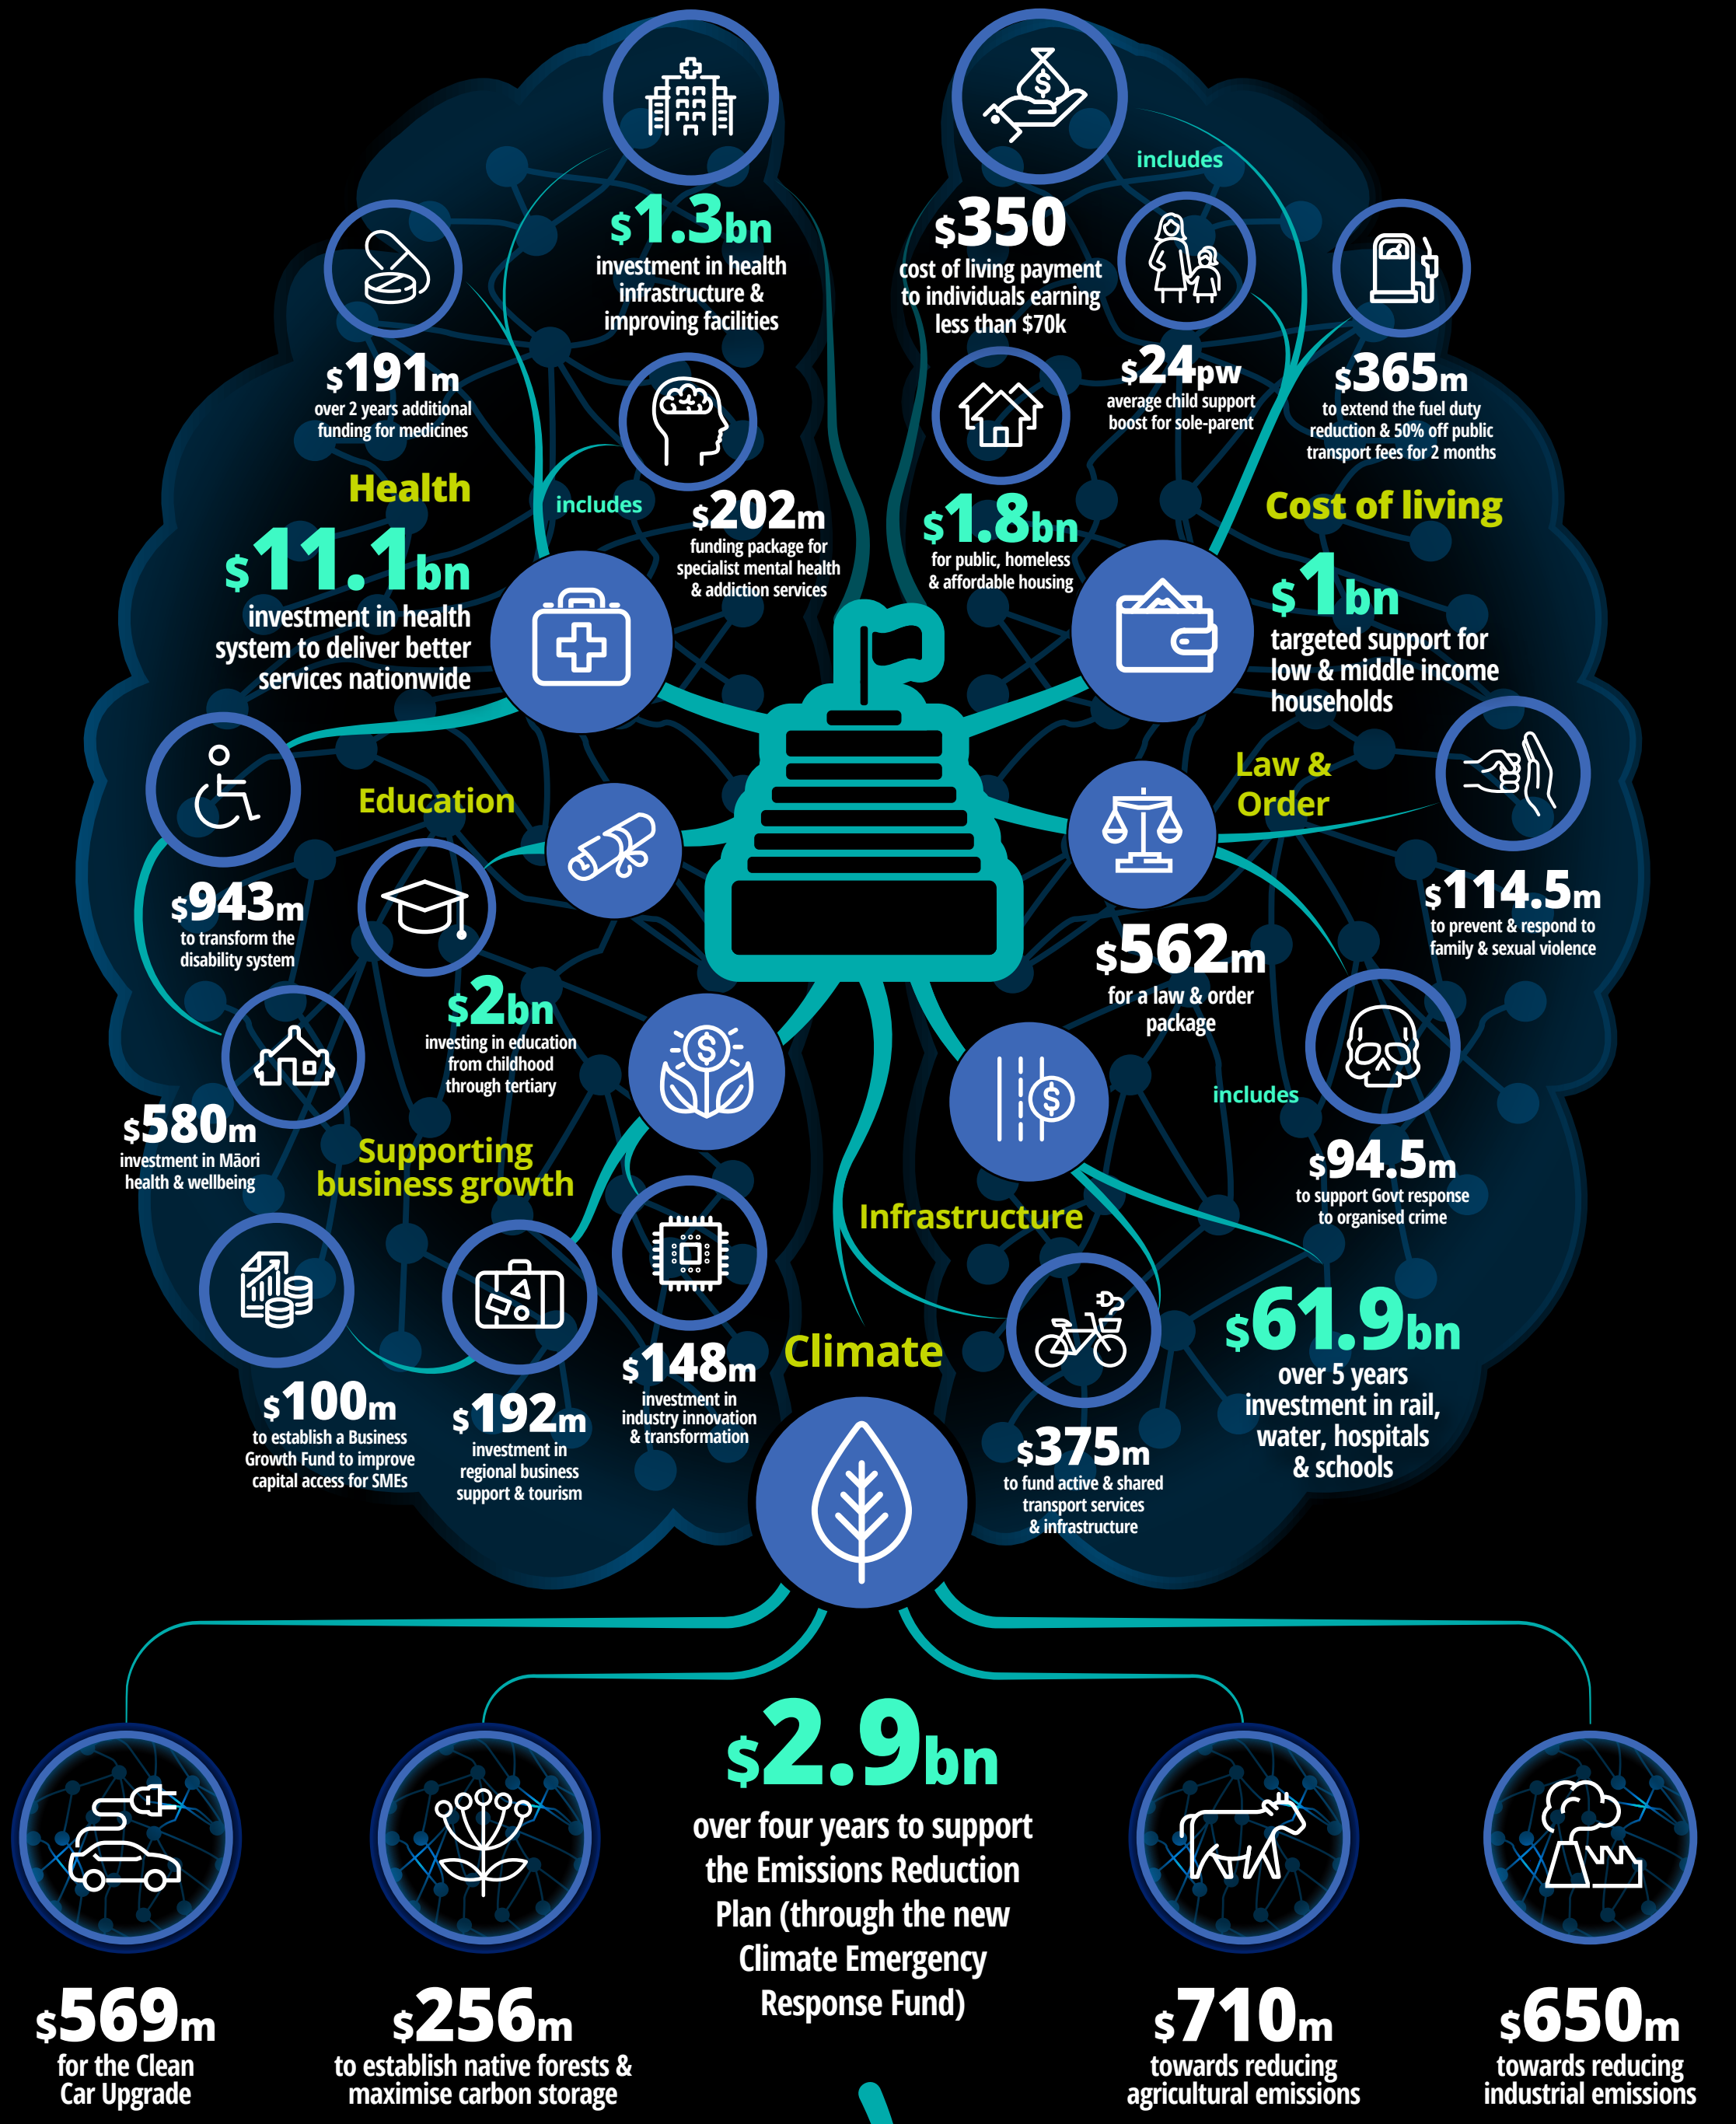 $1.3bn
investment in health
infrastructure &
improving facilities
$191m
over 2 years additional
funding for medicines
Health
$11.1bn
investment in health
system to deliver better
services nationwide
includes
$202m
funding package for
specialist mental health
& addiction services
$943m
to transform the
disability system
$580m
investment in Māori
health & wellbeing
includes
$350
cost of living payment
to individuals earning
less than $70k
$24pw
average child support
boost for sole-parent
$365m
to extend the fuel duty
reduction & 50% off public
transport fees for 2 months
$1.8bn
for public, homeless
& affordable housing
Cost of living
$1bn
targeted support for
low & middle income
households
Education
$2bn
investing in education
from childhood
through tertiary
Law &
Order
$562m
for a law & order
package
$114.5m
to prevent & respond to
family & sexual violence
includes
$94.5m
to support Govt response
to organised crime
Supporting
business growth
$100m
to establish a Business
Growth Fund to improve
capital access for SMEs
$192m
investment in
regional business
support & tourism
$148m
investment in
industry innovation
& transformation
Infrastructure
$61.9bn
over 5 years
investment in rail,
water, hospitals
& schools
$375m
to fund active & shared
transport services
& infrastructure
Climate
$2.9bn
over four years to support
the Emissions Reduction
Plan (through the new
Climate Emergency
Response Fund)
$569m
for the Clean
Car Upgrade
$256m
to establish native forests &
maximise carbon storage
$710m
towards reducing
agricultural emissions
$650m
towards reducing
industrial emissions